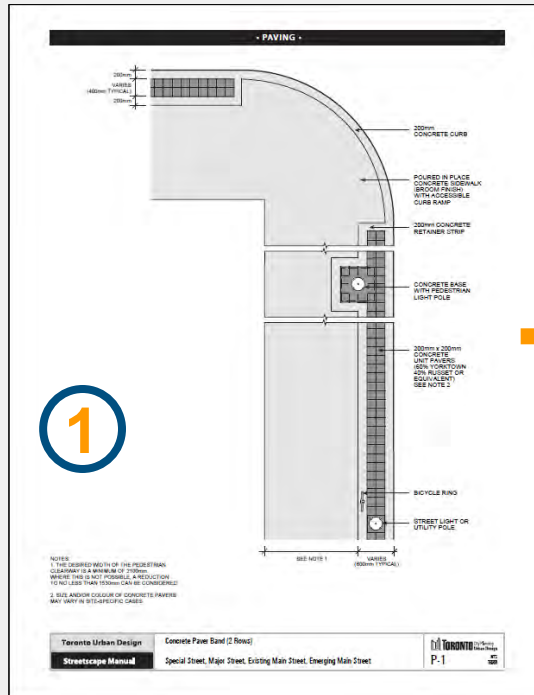 • PAVING •
200mm
VARIES
(400mm TYPICAL)
200mm
200mm
CONCRETE CURB
POURED IN PLACE
CONCRETE SIDEWALK
(BROOM FINISH)
WITH ACCESSIBLE
CURB RAMP
200mm CONCRETE
RETAINER STRIP
CONCRETE BASE
WITH PEDESTRIAN
LIGHT POLE
200mm x 200mm
CONCRETE
UNIT PAVERS
(60% YORKTOWN
40% RUSSET OR
EQUIVALENT)
SEE NOTE 2
1
BICYCLE RING
STREET LIGHT OR
UTILITY POLE
SEE NOTE 1
VARIES
(800mm TYPICAL)
NOTES
1. THE DESIRED WIDTH OF THE PEDESTRIAN
CLEARWAY IS A MINIMUM OF 2100mm.
WHERE THIS IS NOT POSSIBLE, A REDUCTION
TO NO LESS THAN 1530mm CAN BE CONSIDERED
2. SIZE AND/OR COLOUR OF CONCRETE PAVERS
MAY VARY IN SITE-SPECIFIC CASES
Toronto Urban Design
Concrete Paver Band (2 Rows)
TORONTO City Planning
Urban Design
Streetscape Manual
Special Street, Major Street, Existing Main Street, Emerging Main Street
P-1